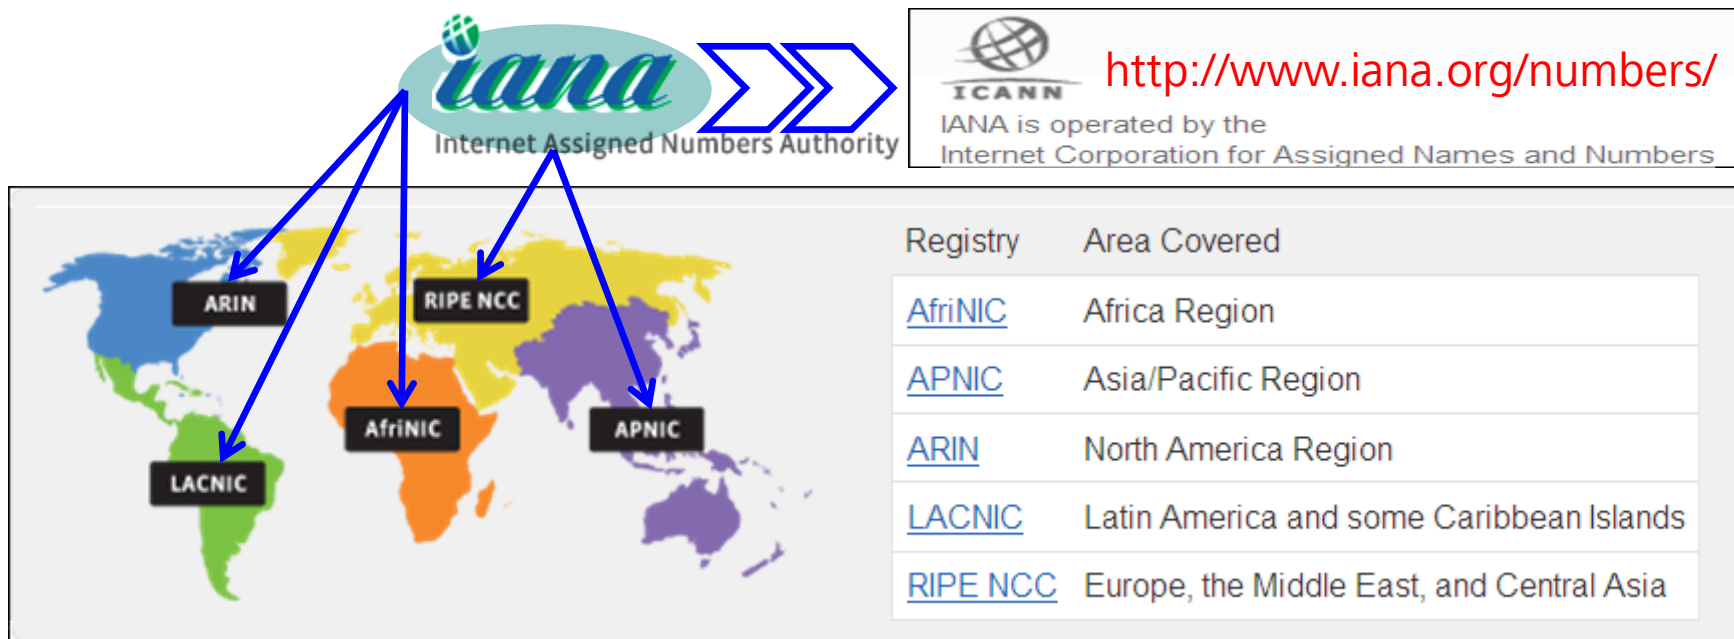 iana
Internet Assigned Numbers Authority
ICANN
http://www.iana.org/numbers/
IANA is operated by the
Internet Corporation for Assigned Names and Numbers
ARIN
RIPE NCC
AfriNIC
APNIC
LACNIC
Registry Area Covered
AfriNIC Africa Region
APNIC Asia/Pacific Region
ARIN North America Region
LACNIC Latin America and some Caribbean Islands
RIPE NCC Europe, the Middle East, and Central Asia